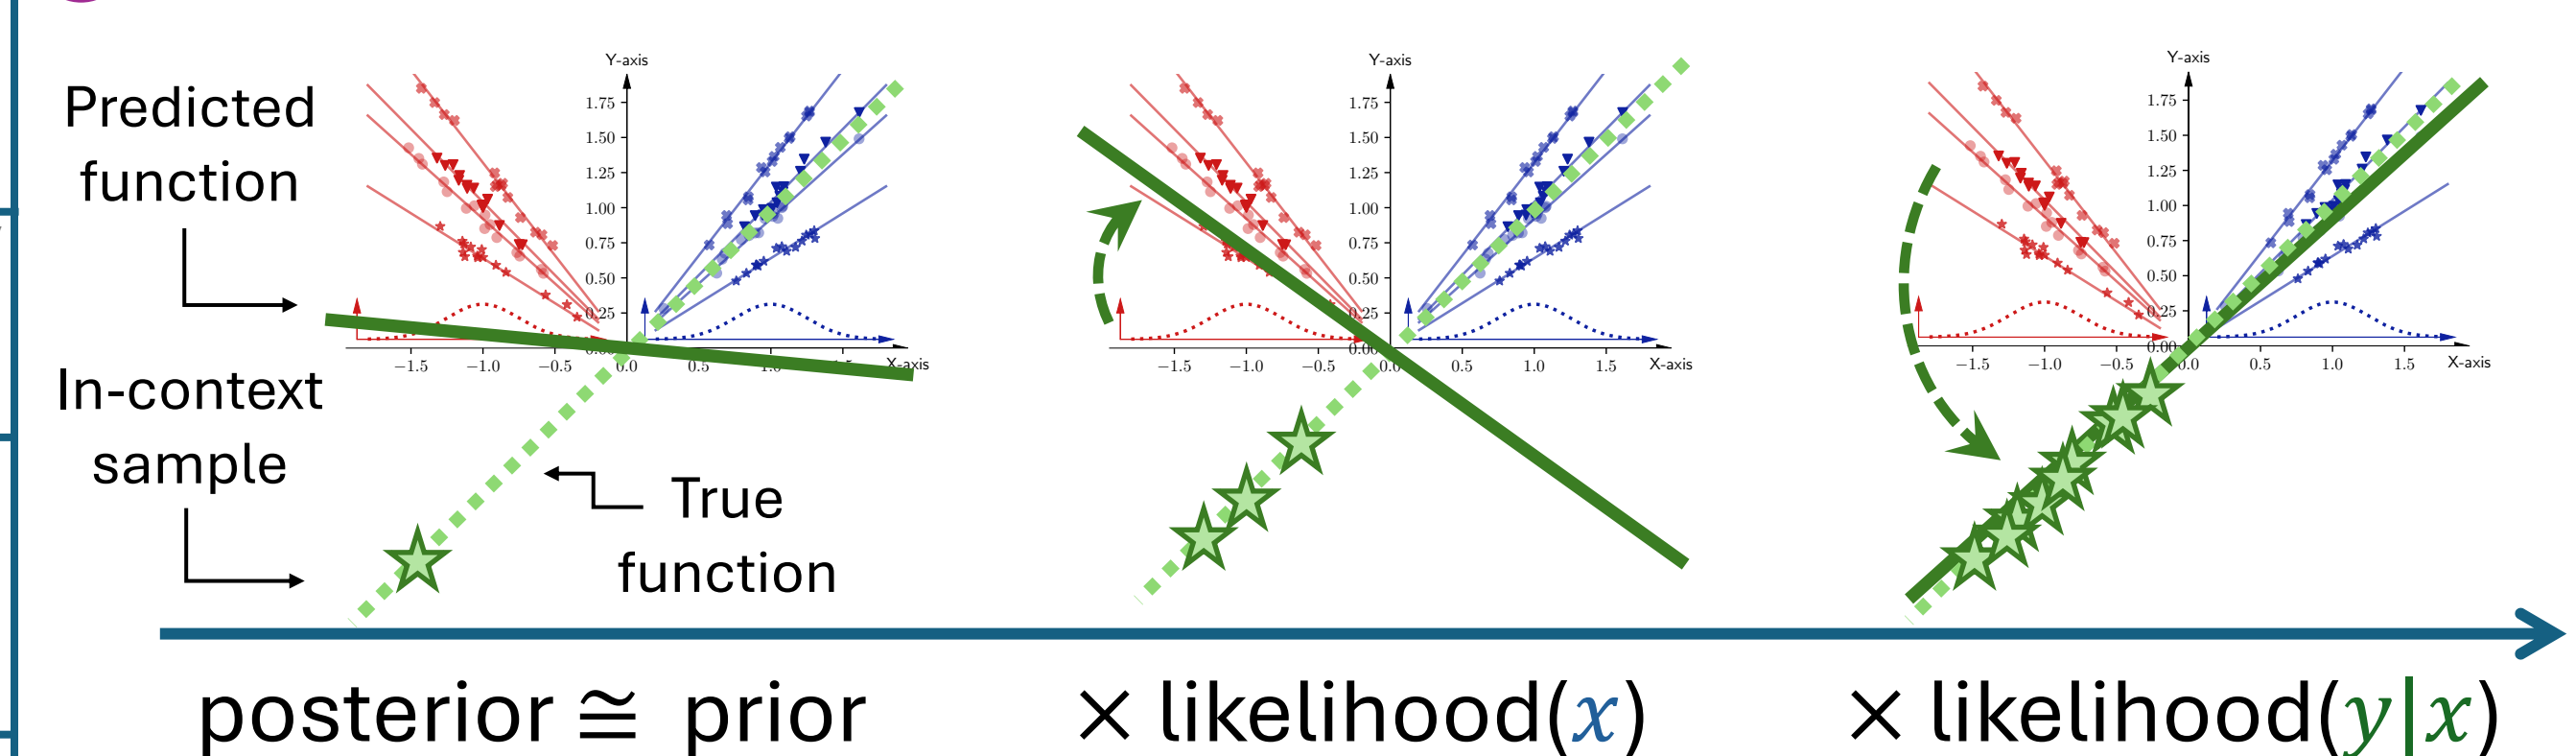 Predicted
function
In-context
sample
True
function
Y-axis
1.75
1.50
1.25
1.00
0.75
0.50
0.25
−1.5 −1.0 −0.5 0.0 0.5
X-axis
Y-axis
1.75
1.50
1.25
1.00
0.75
0.50
0.25
0.00
−1.5 −1.0 −0.5 0.0 0.5 1.0 1.5
X-axis
Y-axis
1.75
1.50
1.25
1.00
0.75
0.50
0.25
0.00
−1.5 −1.0 −0.5 0.0 0.5 1.0 1.5
X-axis
posterior ≅ prior
× likelihood(x)
× likelihood(y|x)